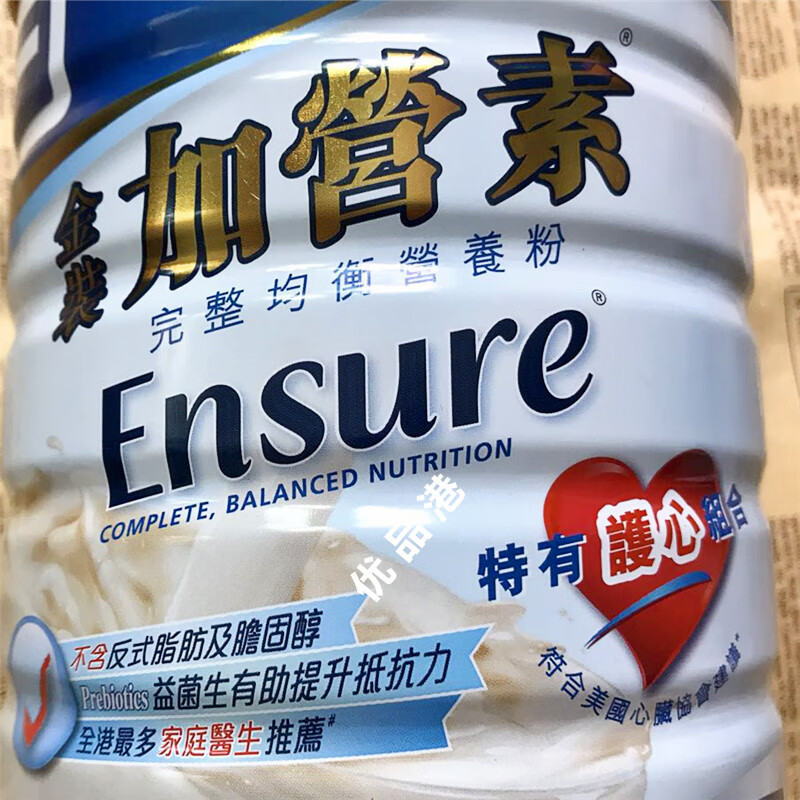 金裝 加營素®
完整均衡營養粉
Ensure®
COMPLETE, BALANCED NUTRITION
优品港
特有護心組合
符合美國心臟協會建議*
不含反式脂肪及膽固醇
Prebiotics 益菌生有助提升抵抗力
全港最多家庭醫生推薦#